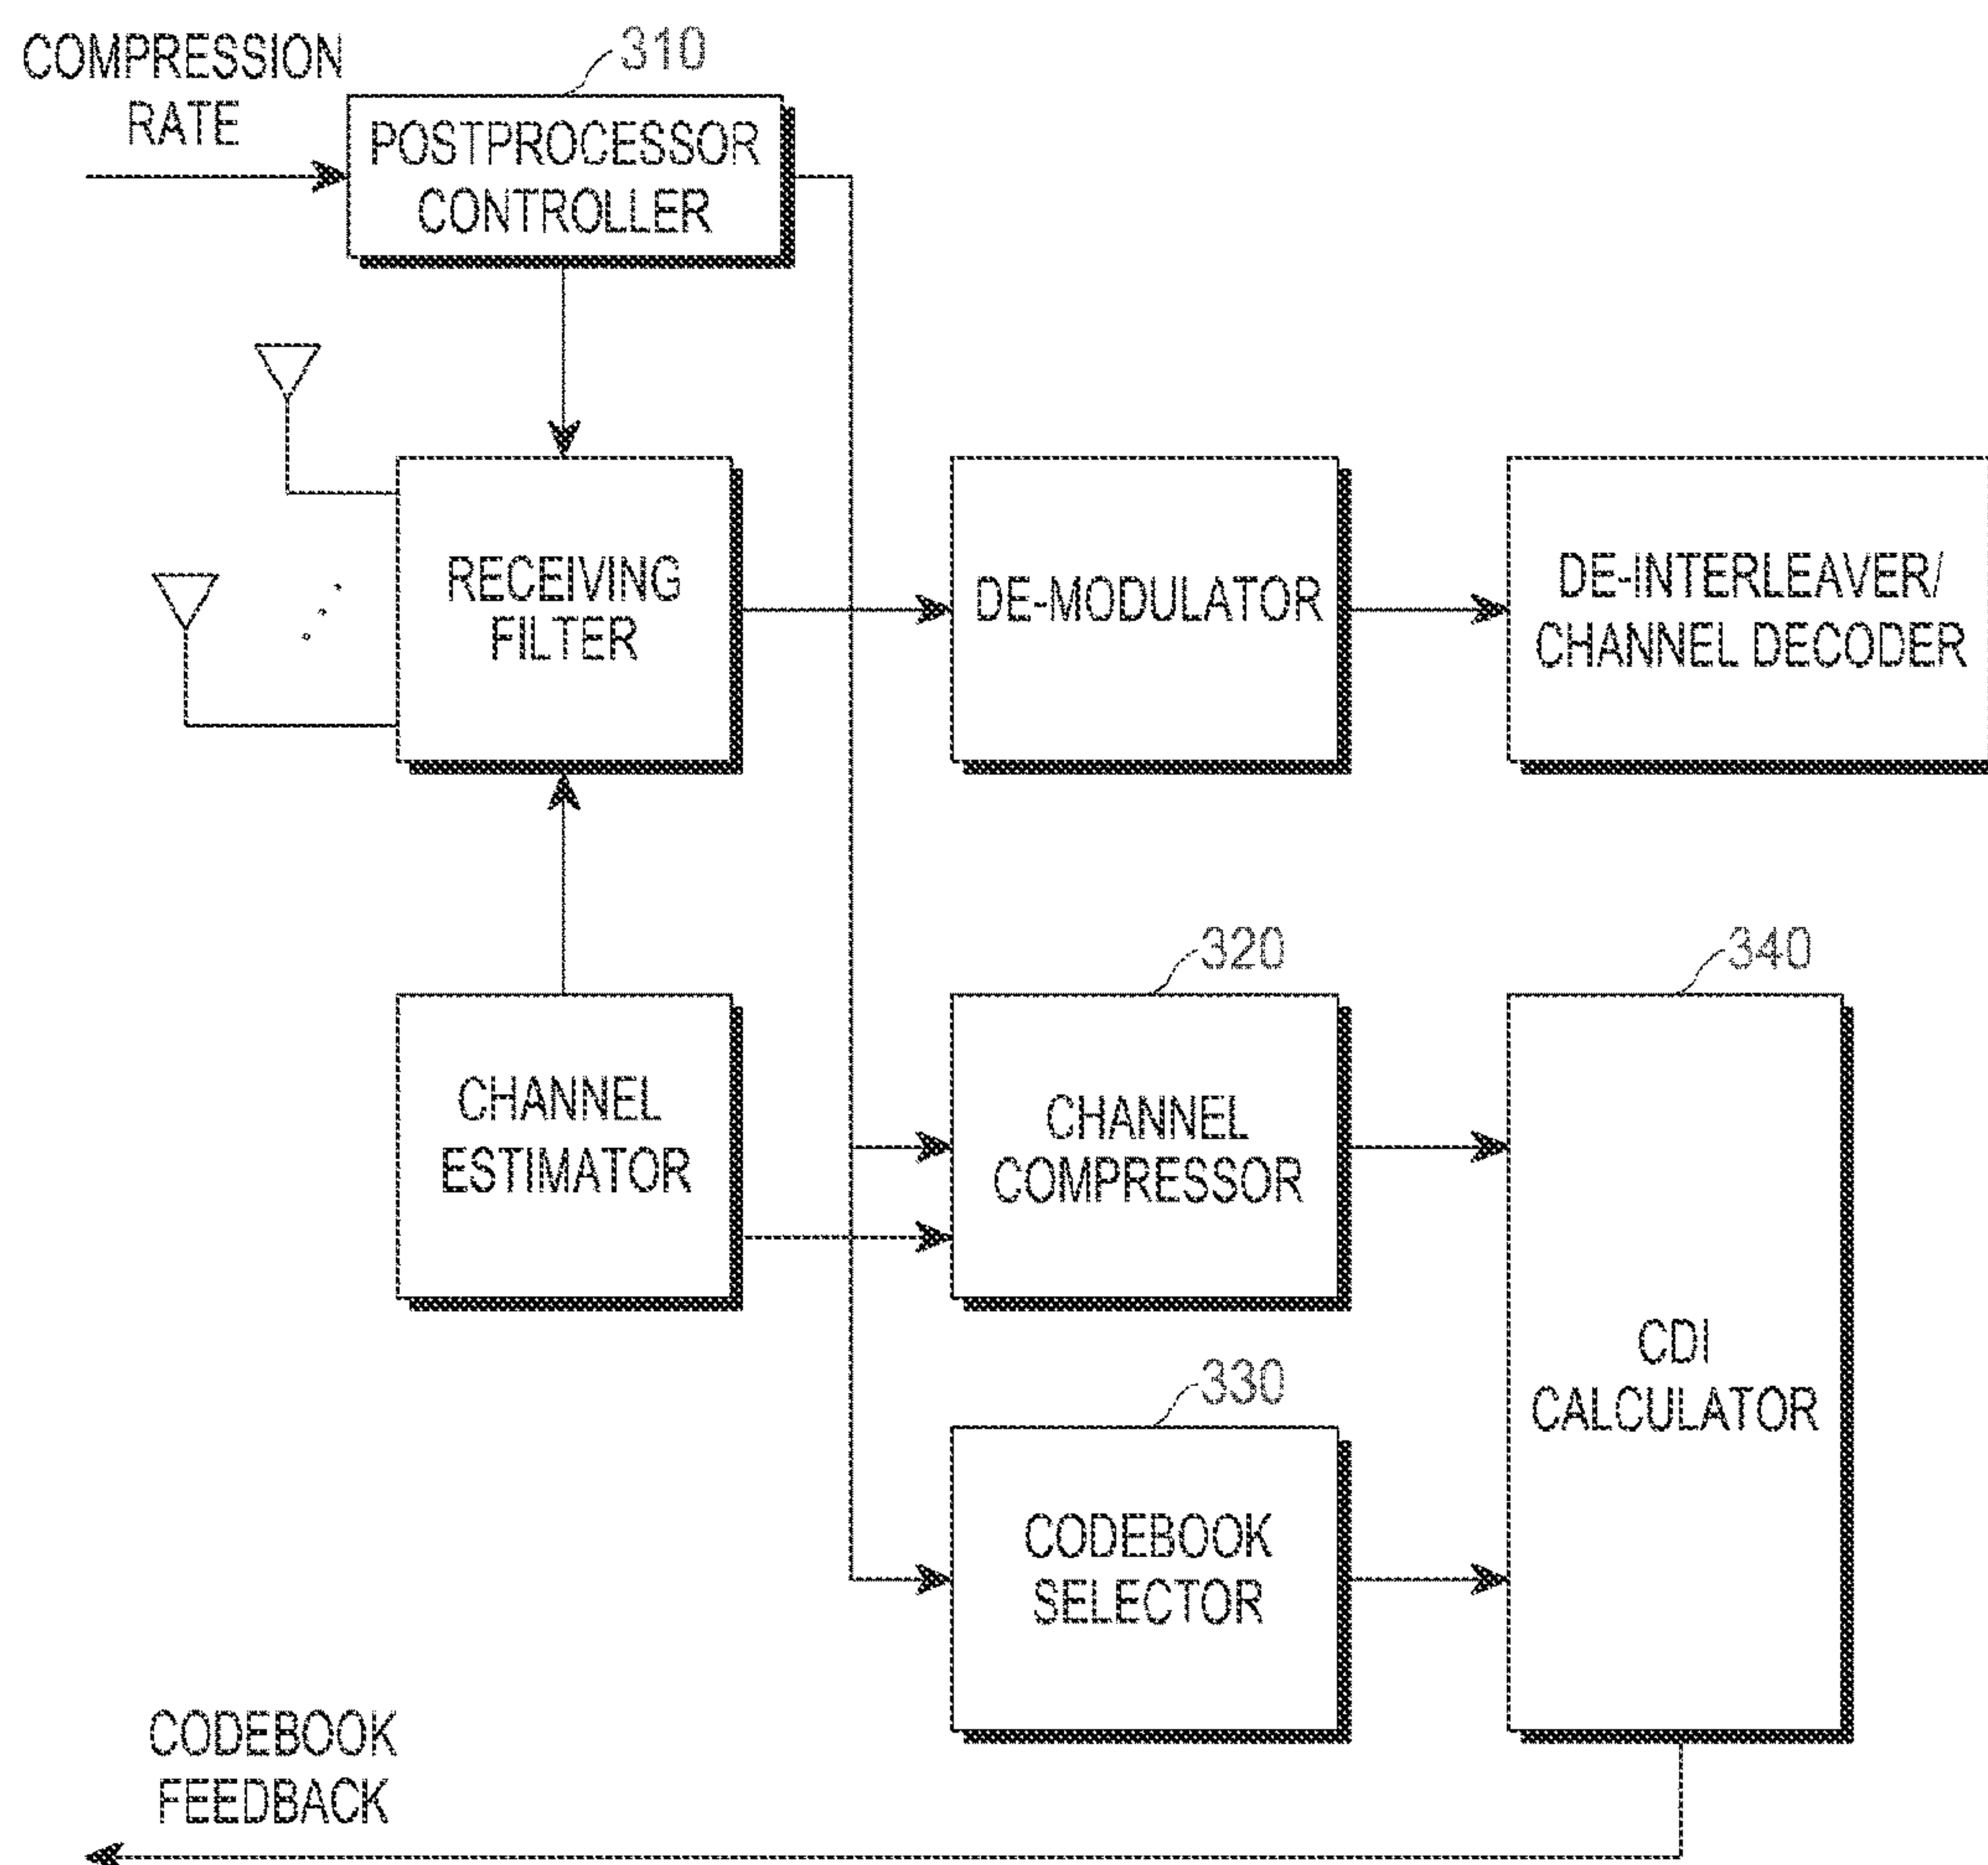 COMPRESSION
RATE
310
POSTPROCESSOR
CONTROLLER
RECEIVING
FILTER
DE-MODULATOR
DE-INTERLEAVER/
CHANNEL DECODER
CHANNEL
ESTIMATOR
320
CHANNEL
COMPRESSOR
340
CDI
CALCULATOR
330
CODEBOOK
SELECTOR
CODEBOOK
FEEDBACK